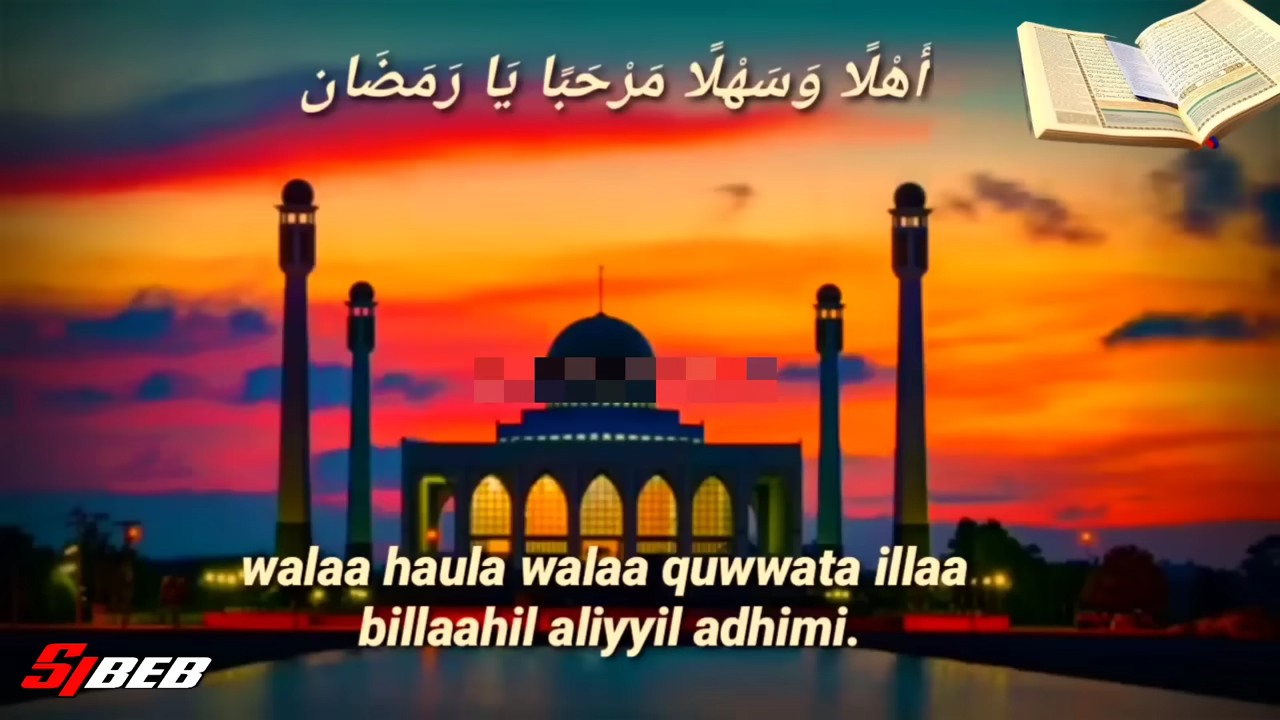 أَهْلًا وَسَهْلًا مَرْحَبًا يَا رَمَضَان
walaa haula walaa quwwata illaa
billaahil aliyyil adhimi.
SIBEB